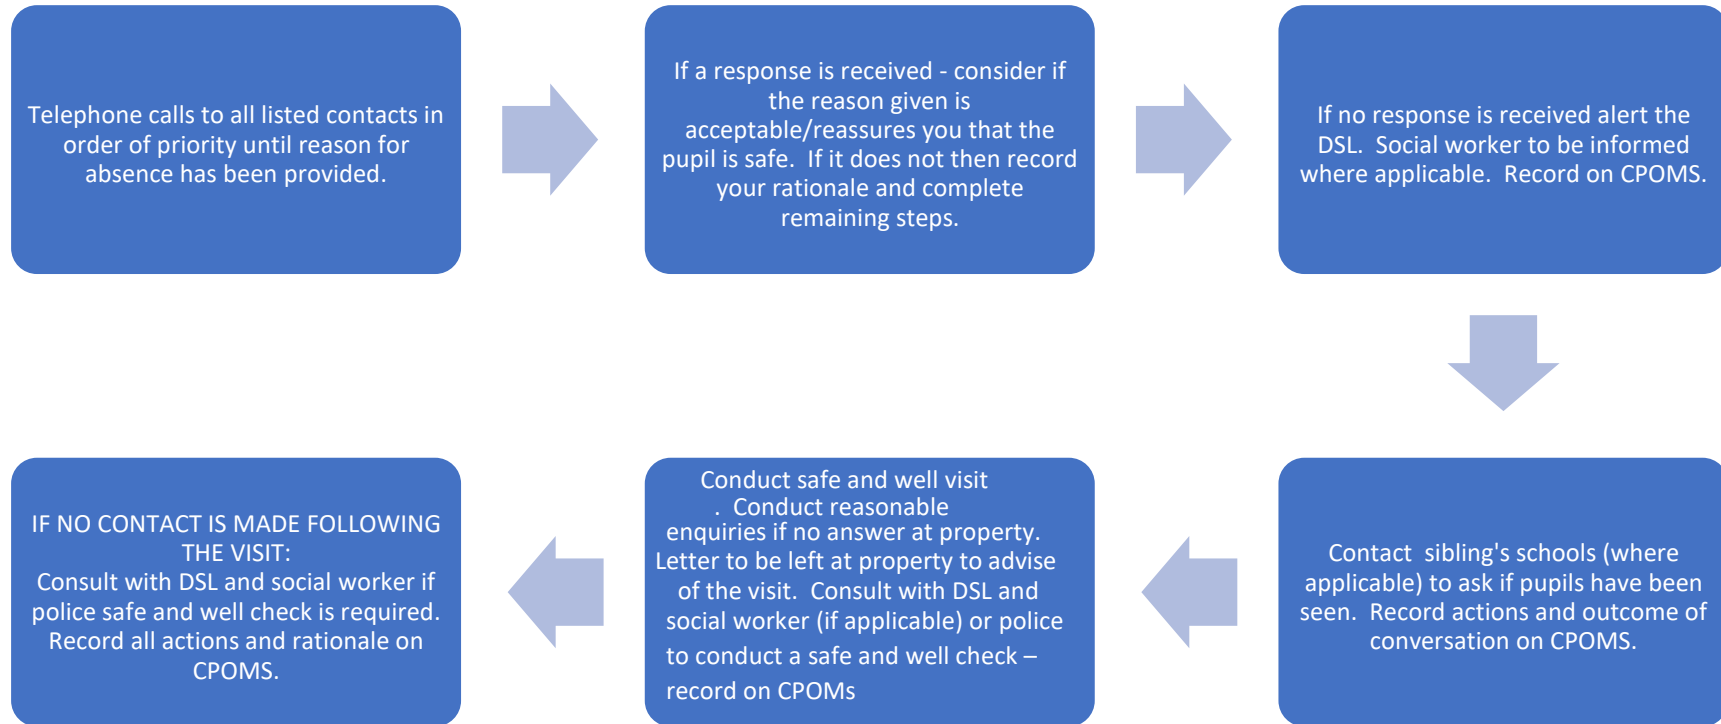 Telephone calls to all listed contacts in
order of priority until reason for
absence has been provided.
If a response is received - consider if
the reason given is
acceptable/reassures you that the
pupil is safe.  If it does not then record
your rationale and complete
remaining steps.
If no response is received alert the
DSL.  Social worker to be informed
where applicable.  Record on CPOMS.
Contact  sibling's schools (where
applicable) to ask if pupils have been
seen.  Record actions and outcome of
conversation on CPOMS.
Conduct safe and well visit
.  Conduct reasonable
enquiries if no answer at property.
Letter to be left at property to advise
of the visit.  Consult with DSL and
social worker (if applicable) or police
to conduct a safe and well check –
record on CPOMs
IF NO CONTACT IS MADE FOLLOWING
THE VISIT:
Consult with DSL and social worker if
police safe and well check is required.
Record all actions and rationale on
CPOMS.